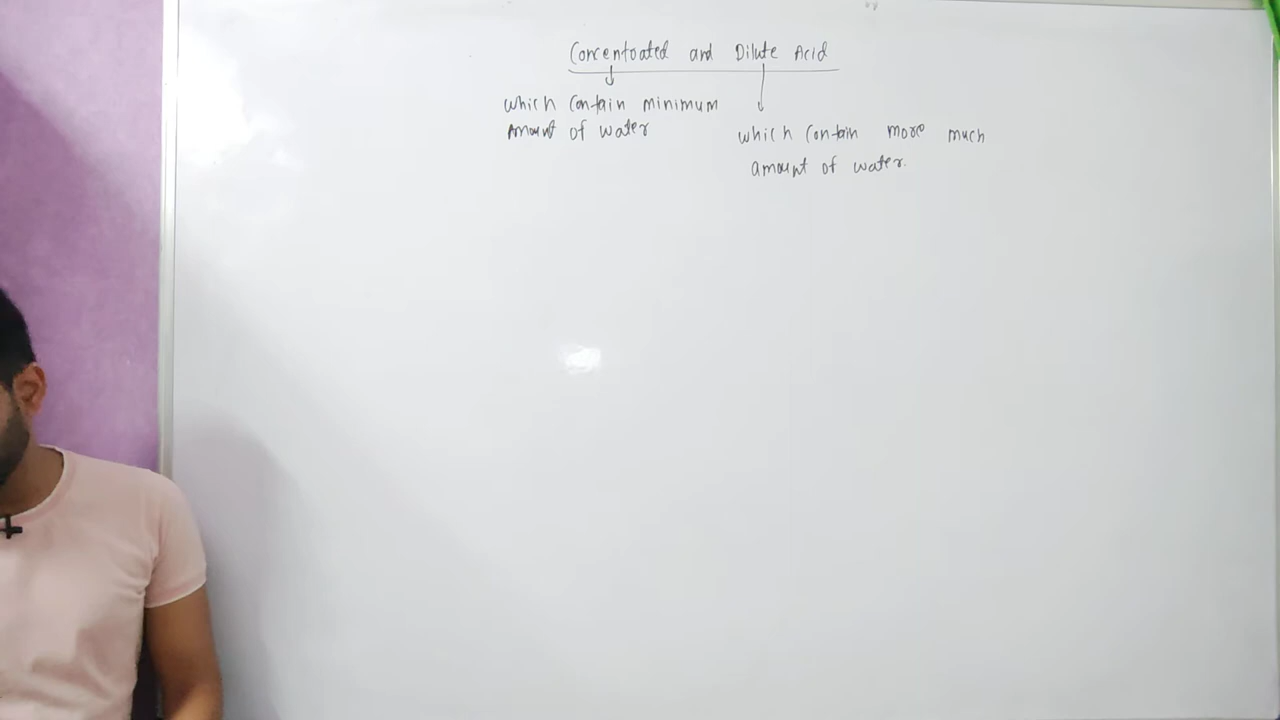 Concentrated and Dilute Acid
which contain minimum
Amount of water
which contain more much
amount of water.